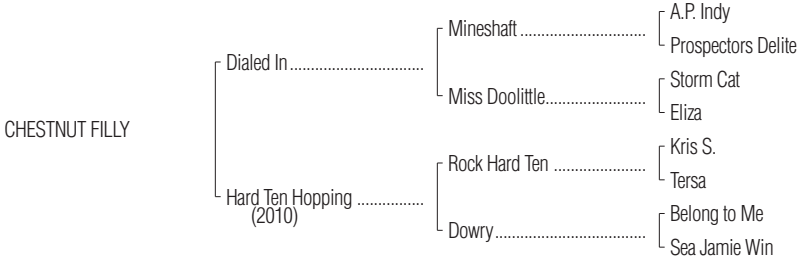 A.P. Indy
Mineshaft
Prospectors Delite
Dialed In
Storm Cat
Miss Doolittle
Eliza
CHESTNUT FILLY
Kris S.
Rock Hard Ten
Tersa
Hard Ten Hopping
(2010)
Belong to Me
Dowry
Sea Jamie Win